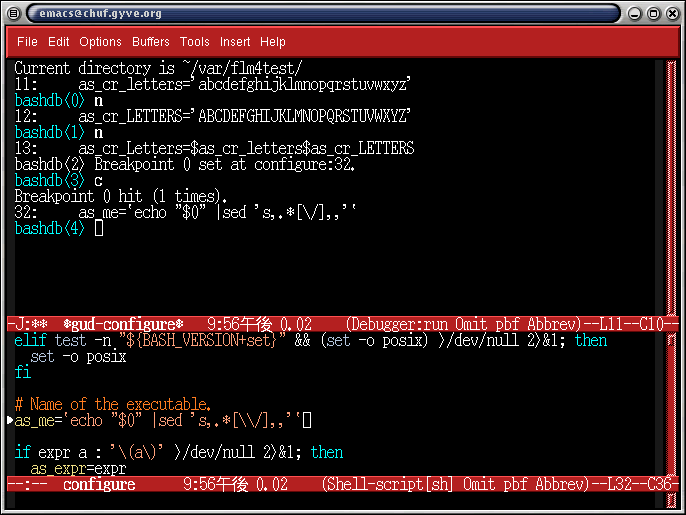 emacs@chuf.gyve.org
File Edit Options Buffers Tools Insert Help
Current directory is ~/var/flm4test/
11:     as_cr_letters='abcdefghijklmnopqrstuvwxyz'
bashdb<0> n
12:     as_cr_LETTERS='ABCDEFGHIJKLMNOPQRSTUVWXYZ'
bashdb<1> n
13:     as_cr_Letters=$as_cr_letters$as_cr_LETTERS
bashdb<2> Breakpoint 0 set at configure:32.
bashdb<3> c
Breakpoint 0 hit (1 times).
32:     as_me=`echo "$0" |sed 's,.*[\/],,'`
bashdb<4>
-J:**  *gud-configure*   9:56午後 0.02    (Debugger:run Omit pbf Abbrev)--L11--C10--
elif test -n "${BASH_VERSION+set}" && (set -o posix) >/dev/null 2>&1; then
  set -o posix
fi
# Name of the executable.
as_me=`echo "$0" |sed 's,.*[\\/],,'`
if expr a : '\(a\)' >/dev/null 2>&1; then
  as_expr=expr
--:--  configure      9:56午後 0.02    (Shell-script[sh] Omit pbf Abbrev)--L32--C36-